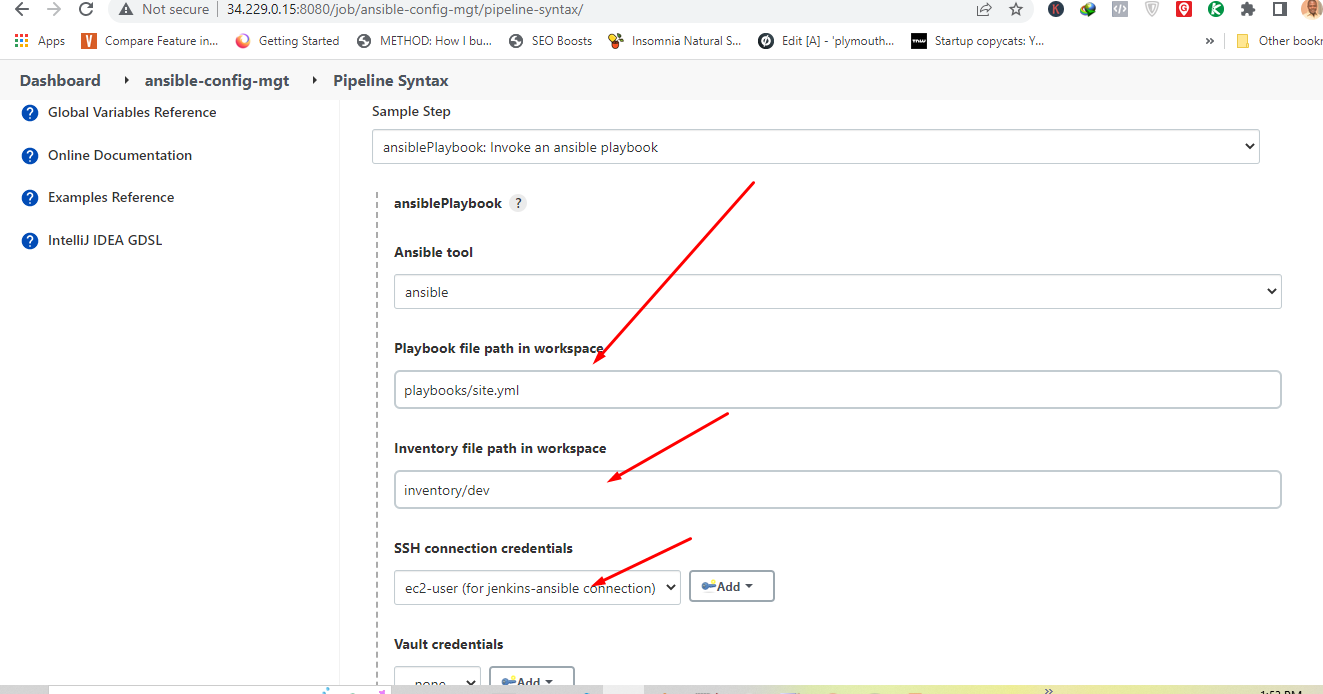 Not secure | 34.229.0.15:8080/job/ansible-config-mgt/pipeline-syntax/
Apps V Compare Feature in... Getting Started METHOD: How I bu... SEO Boosts Insomnia Natural S... Edit [A] - 'plymouth... Startup copycats: Y... » Other bookr
Dashboard ansible-config-mgt Pipeline Syntax
? Global Variables Reference
? Online Documentation
? Examples Reference
? IntelliJ IDEA GDSL
Sample Step
ansiblePlaybook: Invoke an ansible playbook
ansiblePlaybook ?
Ansible tool
ansible
Playbook file path in workspace
playbooks/site.yml
Inventory file path in workspace
inventory/dev
SSH connection credentials
ec2-user (for jenkins-ansible connection) Add
Vault credentials
- none - Add